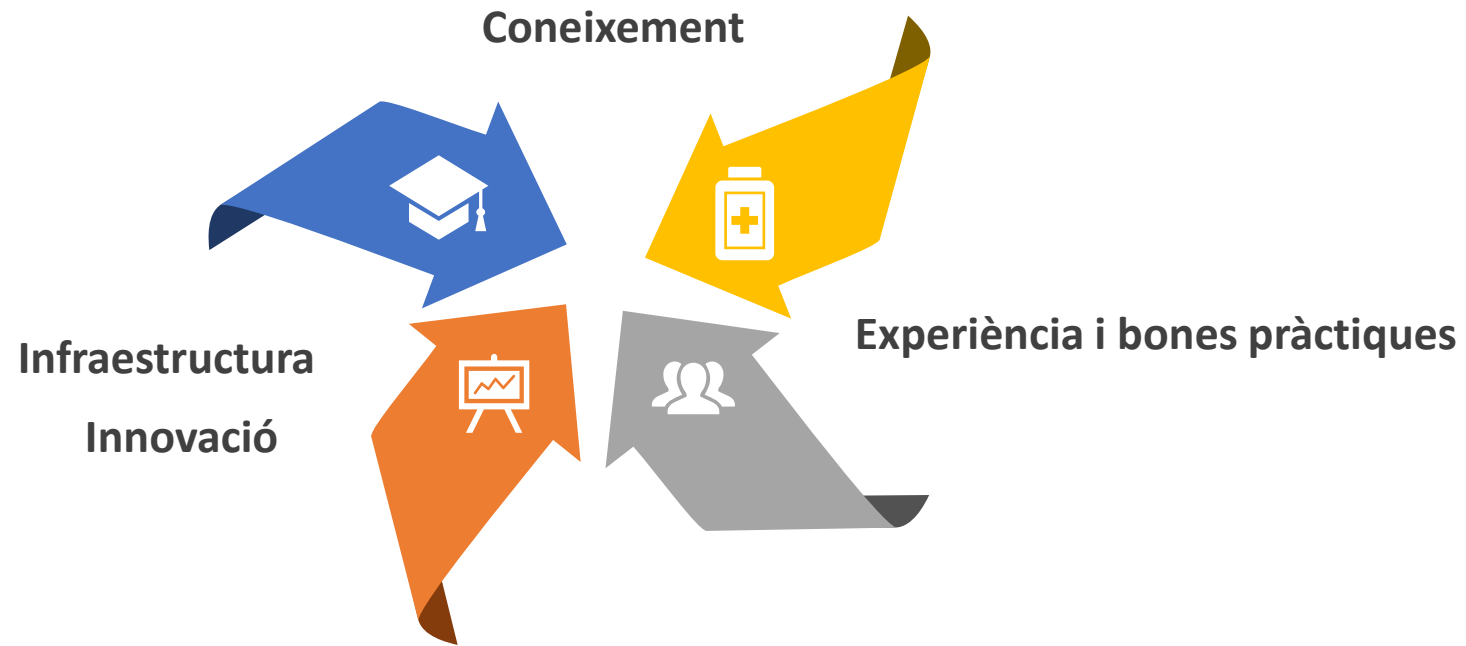 Coneixement
Experiència i bones pràctiques
Infraestructura
Innovació